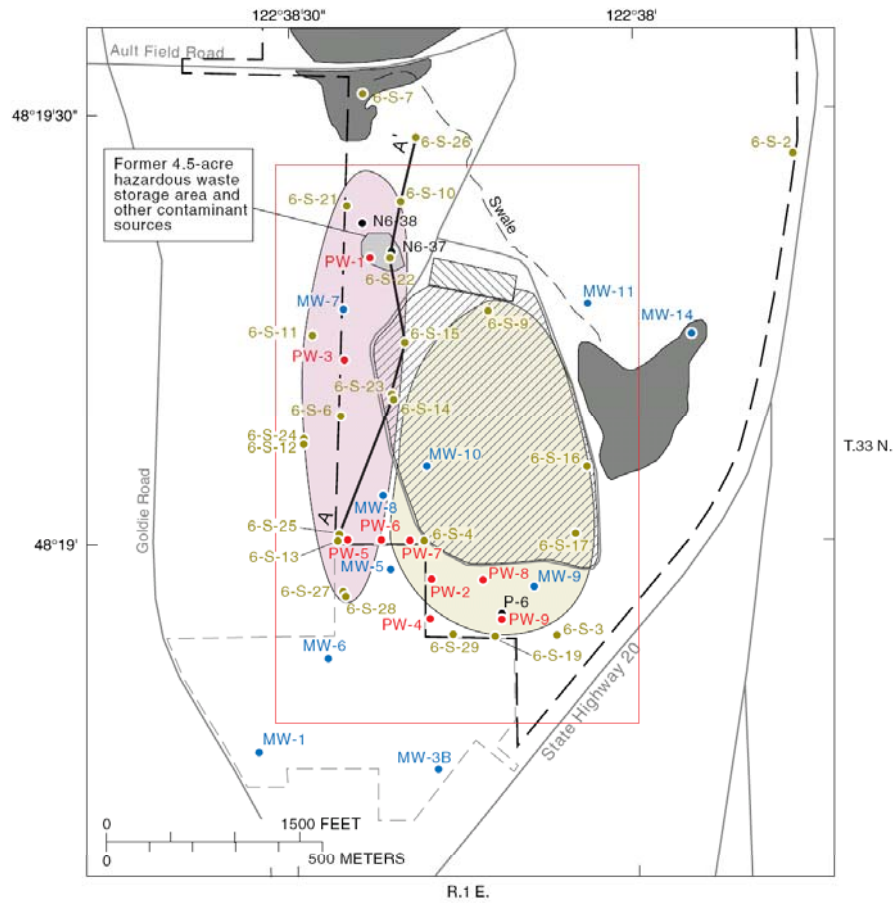 122°38'30"
122°38'
Ault Field Road
6-S-7
48°19'30"
A'
6-S-26
6-S-2
Former 4.5-acre
hazardous waste
storage area and
other contaminant
sources
6-S-21
6-S-10
Swale
N6-38
N6-37
PW-1
6-S-22
MW-7
MW-11
MW-14
6-S-9
6-S-11
6-S-15
PW-3
6-S-23
6-S-14
6-S-6
6-S-24
6-S-12
T.33 N.
MW-10
6-S-16
Goldie Road
MW-8
A
6-S-25
PW-6
6-S-4
6-S-17
48°19'
6-S-13
PW-5
PW-7
MW-5
PW-8
PW-2
MW-9
6-S-27
6-S-28
P-6
PW-4
PW-9
6-S-3
6-S-29
6-S-19
MW-6
State Highway 20
MW-1
MW-3B
0
1500 FEET
0
500 METERS
R.1 E.